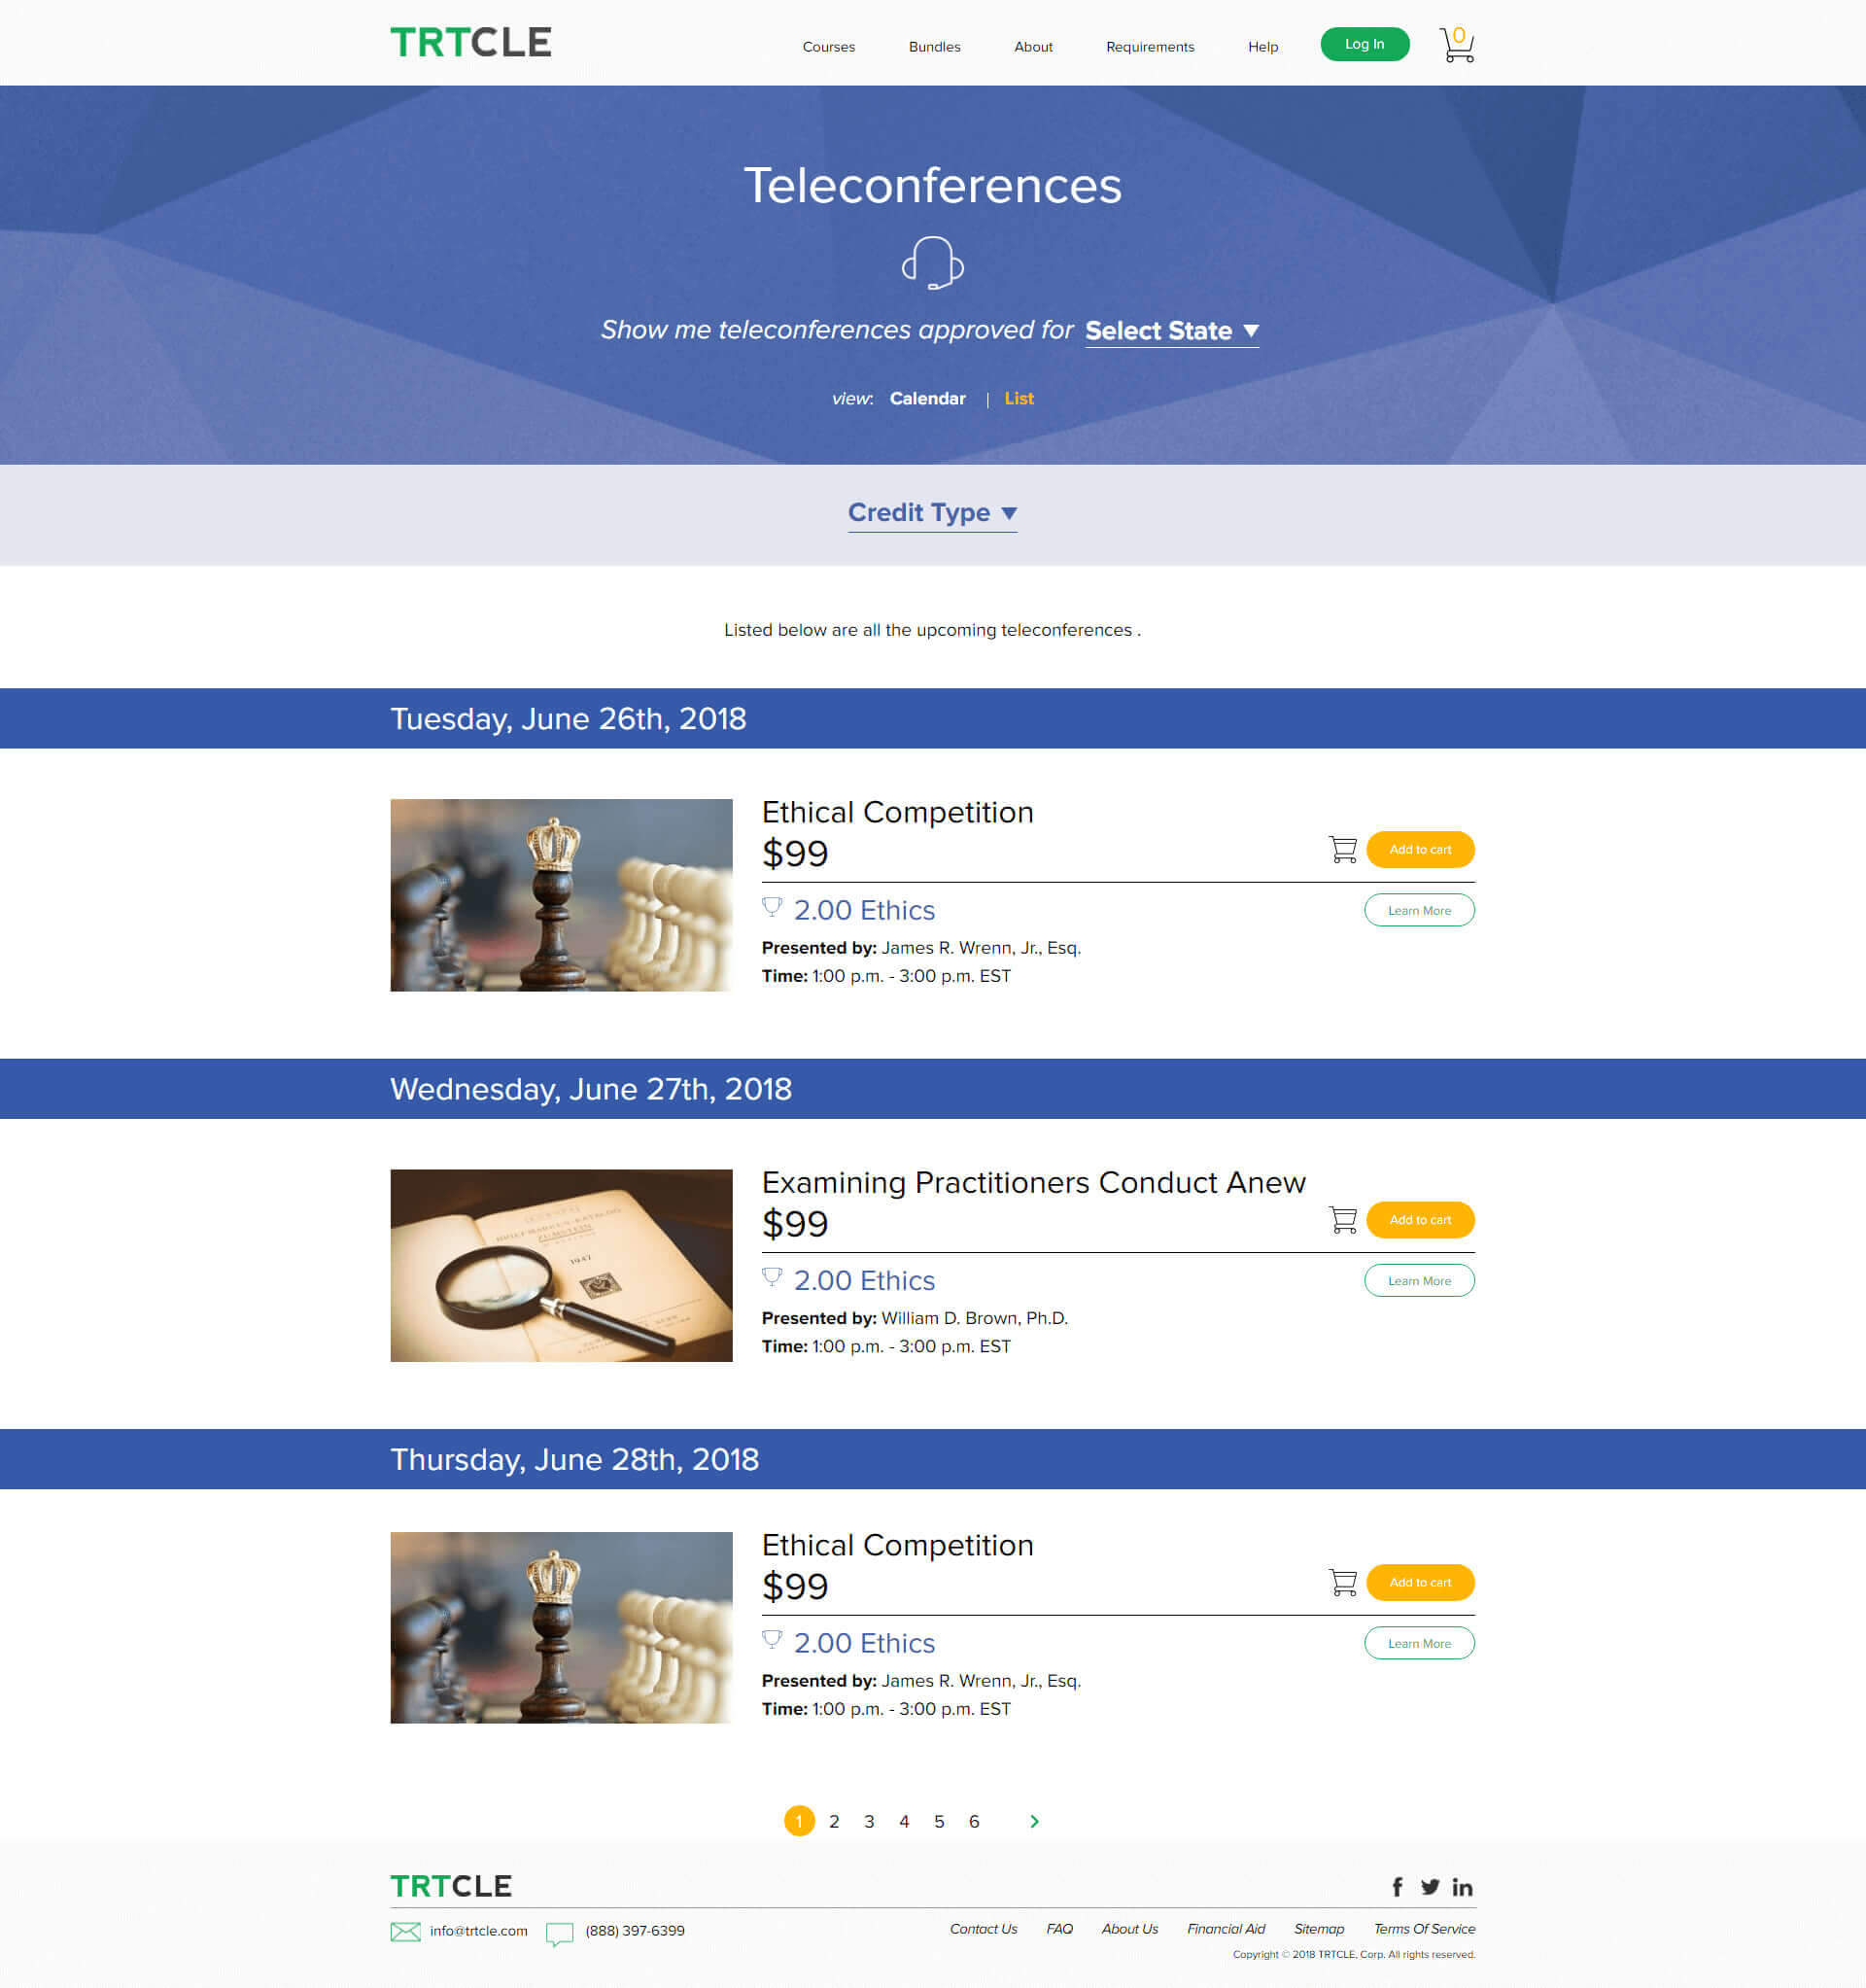 TRTCLE
Courses Bundles About Requirements Help Log In 0
Teleconferences
Show me teleconferences approved for Select State
view: Calendar | List
Credit Type
Listed below are all the upcoming teleconferences .
Tuesday, June 26th, 2018
Ethical Competition
$99
Add to cart
2.00 Ethics
Learn More
Presented by: James R. Wrenn, Jr., Esq.
Time: 1:00 p.m. - 3:00 p.m. EST
Wednesday, June 27th, 2018
Examining Practitioners Conduct Anew
$99
Add to cart
2.00 Ethics
Learn More
Presented by: William D. Brown, Ph.D.
Time: 1:00 p.m. - 3:00 p.m. EST
ZUMSTEIN
1947
Thursday, June 28th, 2018
Ethical Competition
$99
Add to cart
2.00 Ethics
Learn More
Presented by: James R. Wrenn, Jr., Esq.
Time: 1:00 p.m. - 3:00 p.m. EST
1 2 3 4 5 6
TRTCLE
info@trtcle.com (888) 397-6399
Contact Us FAQ About Us Financial Aid Sitemap Terms Of Service
Copyright © 2018 TRTCLE, Corp. All rights reserved.